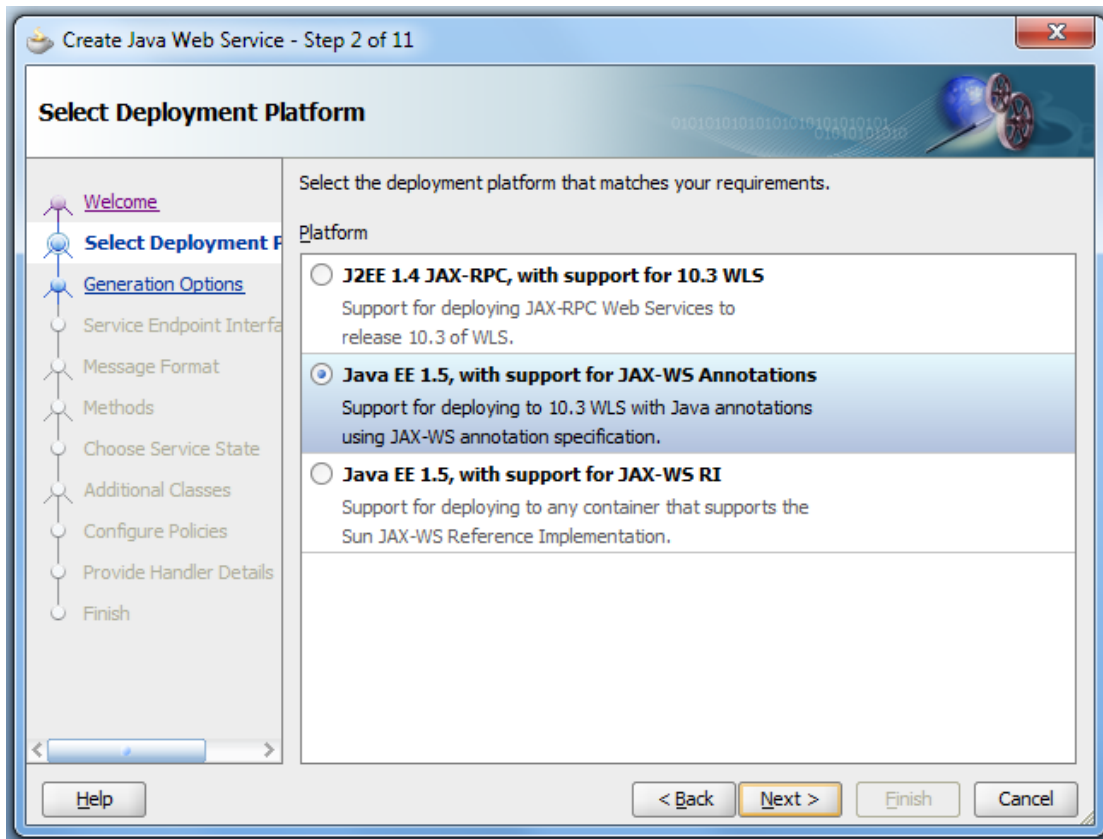 Create Java Web Service - Step 2 of 11
Select Deployment Platform
Welcome
Select Deployment P
Generation Options
Service Endpoint Interfa
Message Format
Methods
Choose Service State
Additional Classes
Configure Policies
Provide Handler Details
Finish
Select the deployment platform that matches your requirements.
Platform
J2EE 1.4 JAX-RPC, with support for 10.3 WLS
Support for deploying JAX-RPC Web Services to
release 10.3 of WLS.
Java EE 1.5, with support for JAX-WS Annotations
Support for deploying to 10.3 WLS with Java annotations
using JAX-WS annotation specification.
Java EE 1.5, with support for JAX-WS RI
Support for deploying to any container that supports the
Sun JAX-WS Reference Implementation.
Help
< Back
Next >
Finish
Cancel